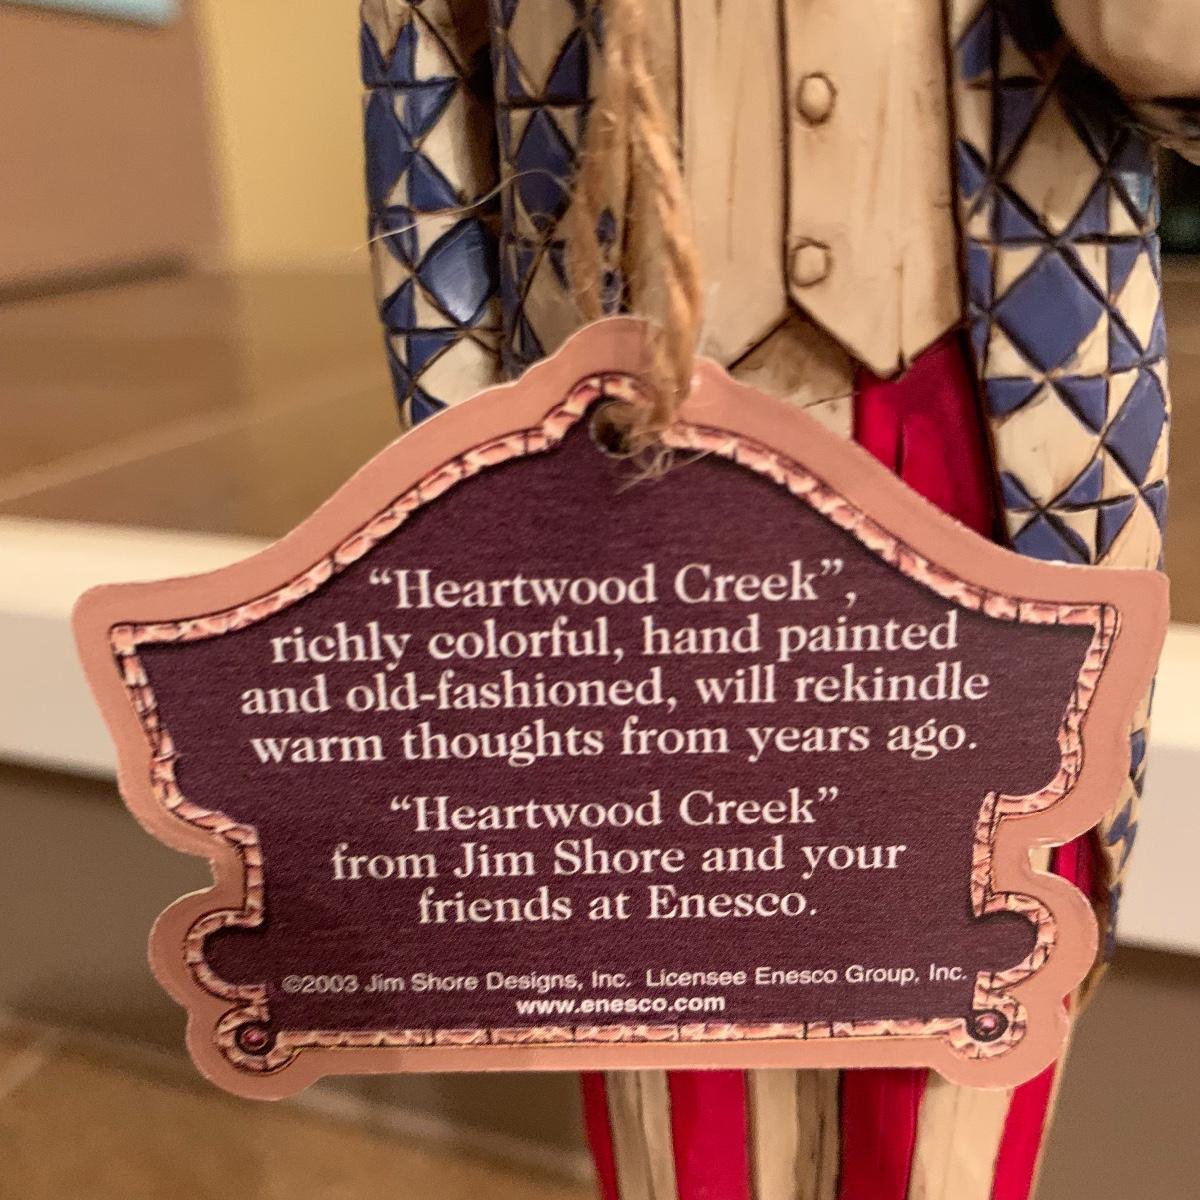 “Heartwood Creek”,
richly colorful, hand painted
and old-fashioned, will rekindle
warm thoughts from years ago.
“Heartwood Creek”
from Jim Shore and your
friends at Enesco.
©2003 Jim Shore Designs, Inc. Licensee Enesco Group, Inc.
www.enesco.com